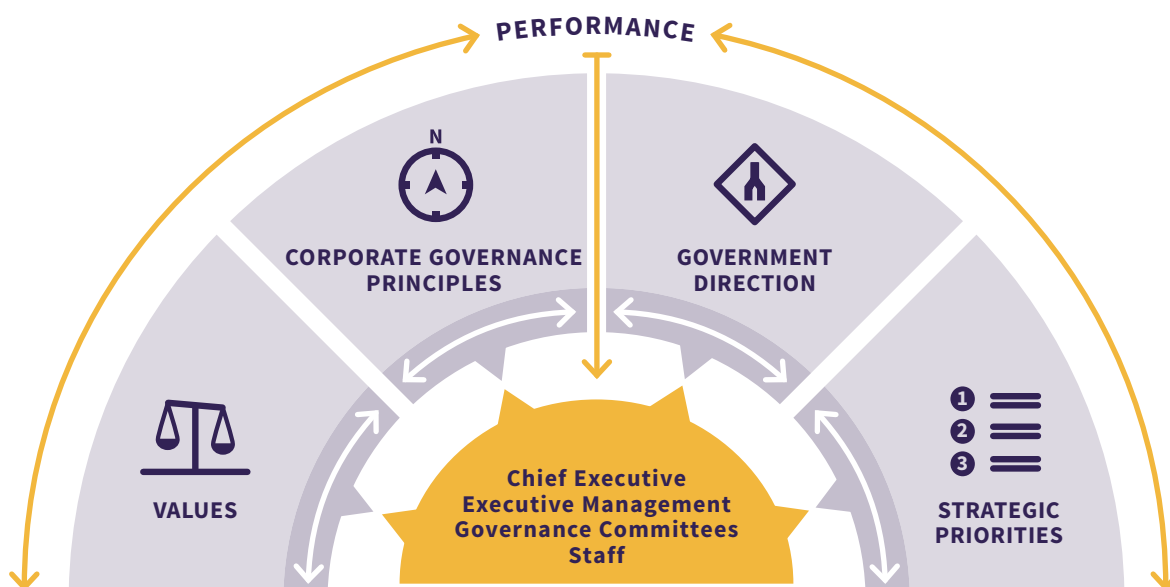 PERFORMANCE
N
CORPORATE GOVERNANCE
PRINCIPLES
GOVERNMENT
DIRECTION
VALUES
1
2
3
STRATEGIC
PRIORITIES
Chief Executive
Executive Management
Governance Committees
Staff